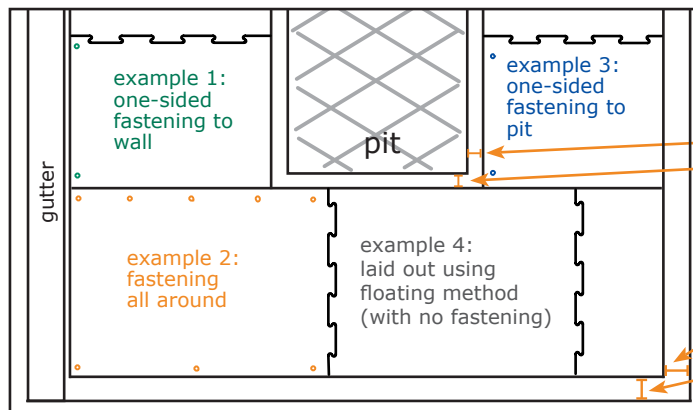 example 1:
one-sided
fastening to
wall
pit
example 3:
one-sided
fastening to
pit
gutter
example 2:
fastening
all around
example 4:
laid out using
floating method
(with no fastening)